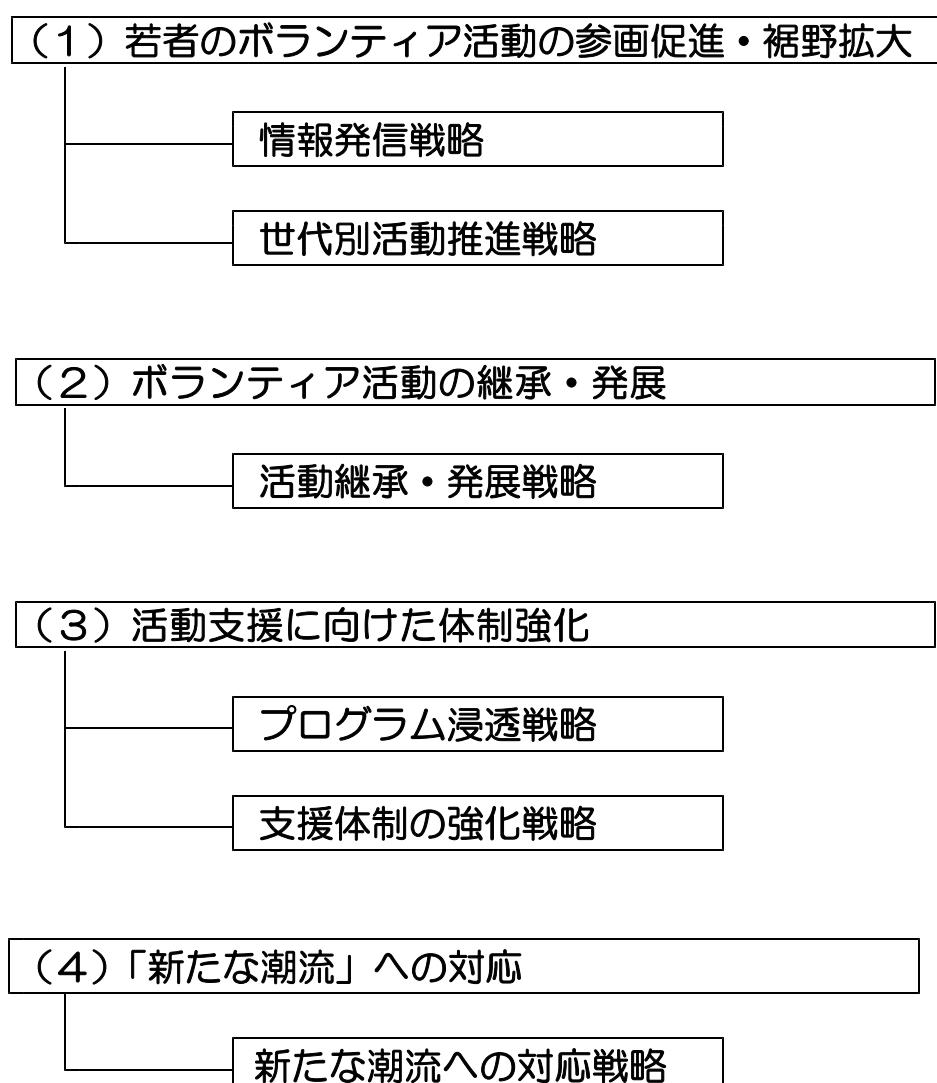 （１）若者のボランティア活動の参画促進・裾野拡大
情報発信戦略
世代別活動推進戦略
（２）ボランティア活動の継承・発展
活動継承・発展戦略
（３）活動支援に向けた体制強化
プログラム浸透戦略
支援体制の強化戦略
（４）「新たな潮流」への対応
新たな潮流への対応戦略